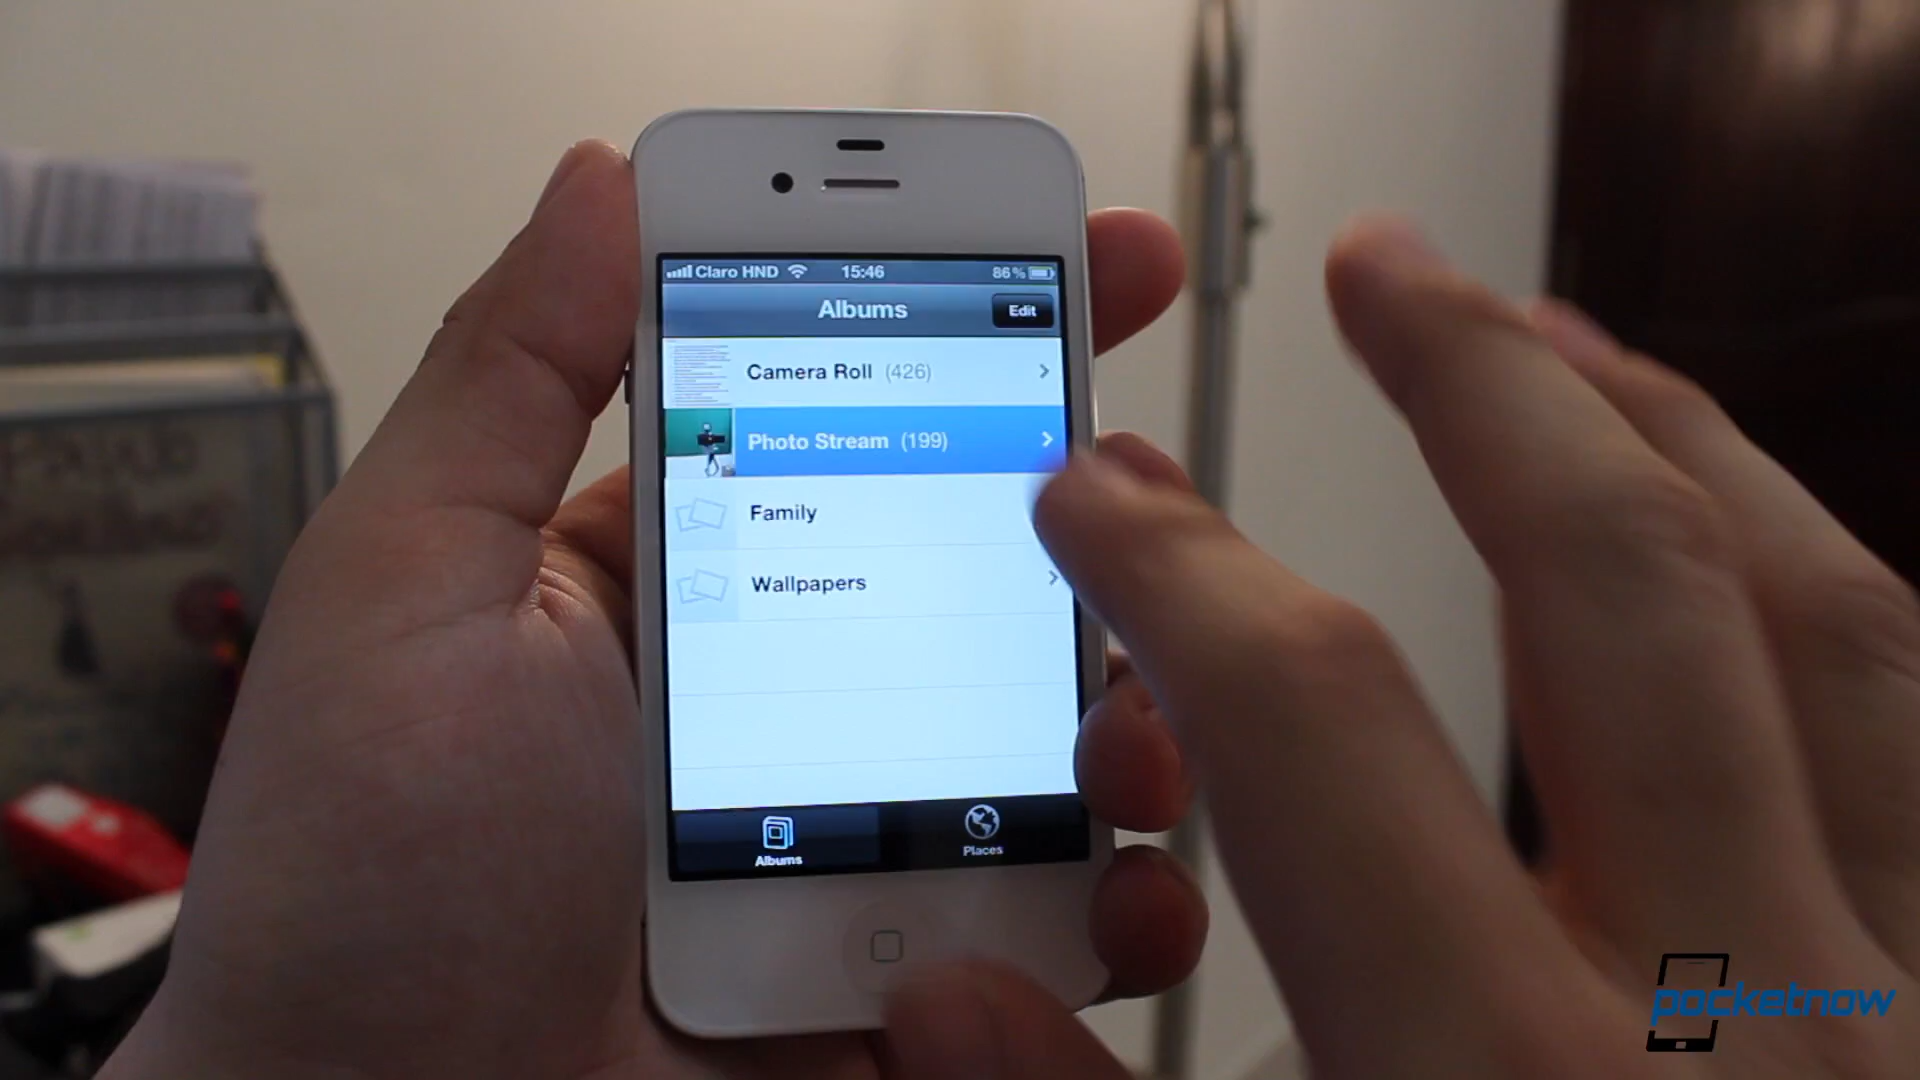 Claro HND 15:46 86%
Albums Edit
Camera Roll (426)
Photo Stream (199)
Family
Wallpapers
Albums Places
pocketnow